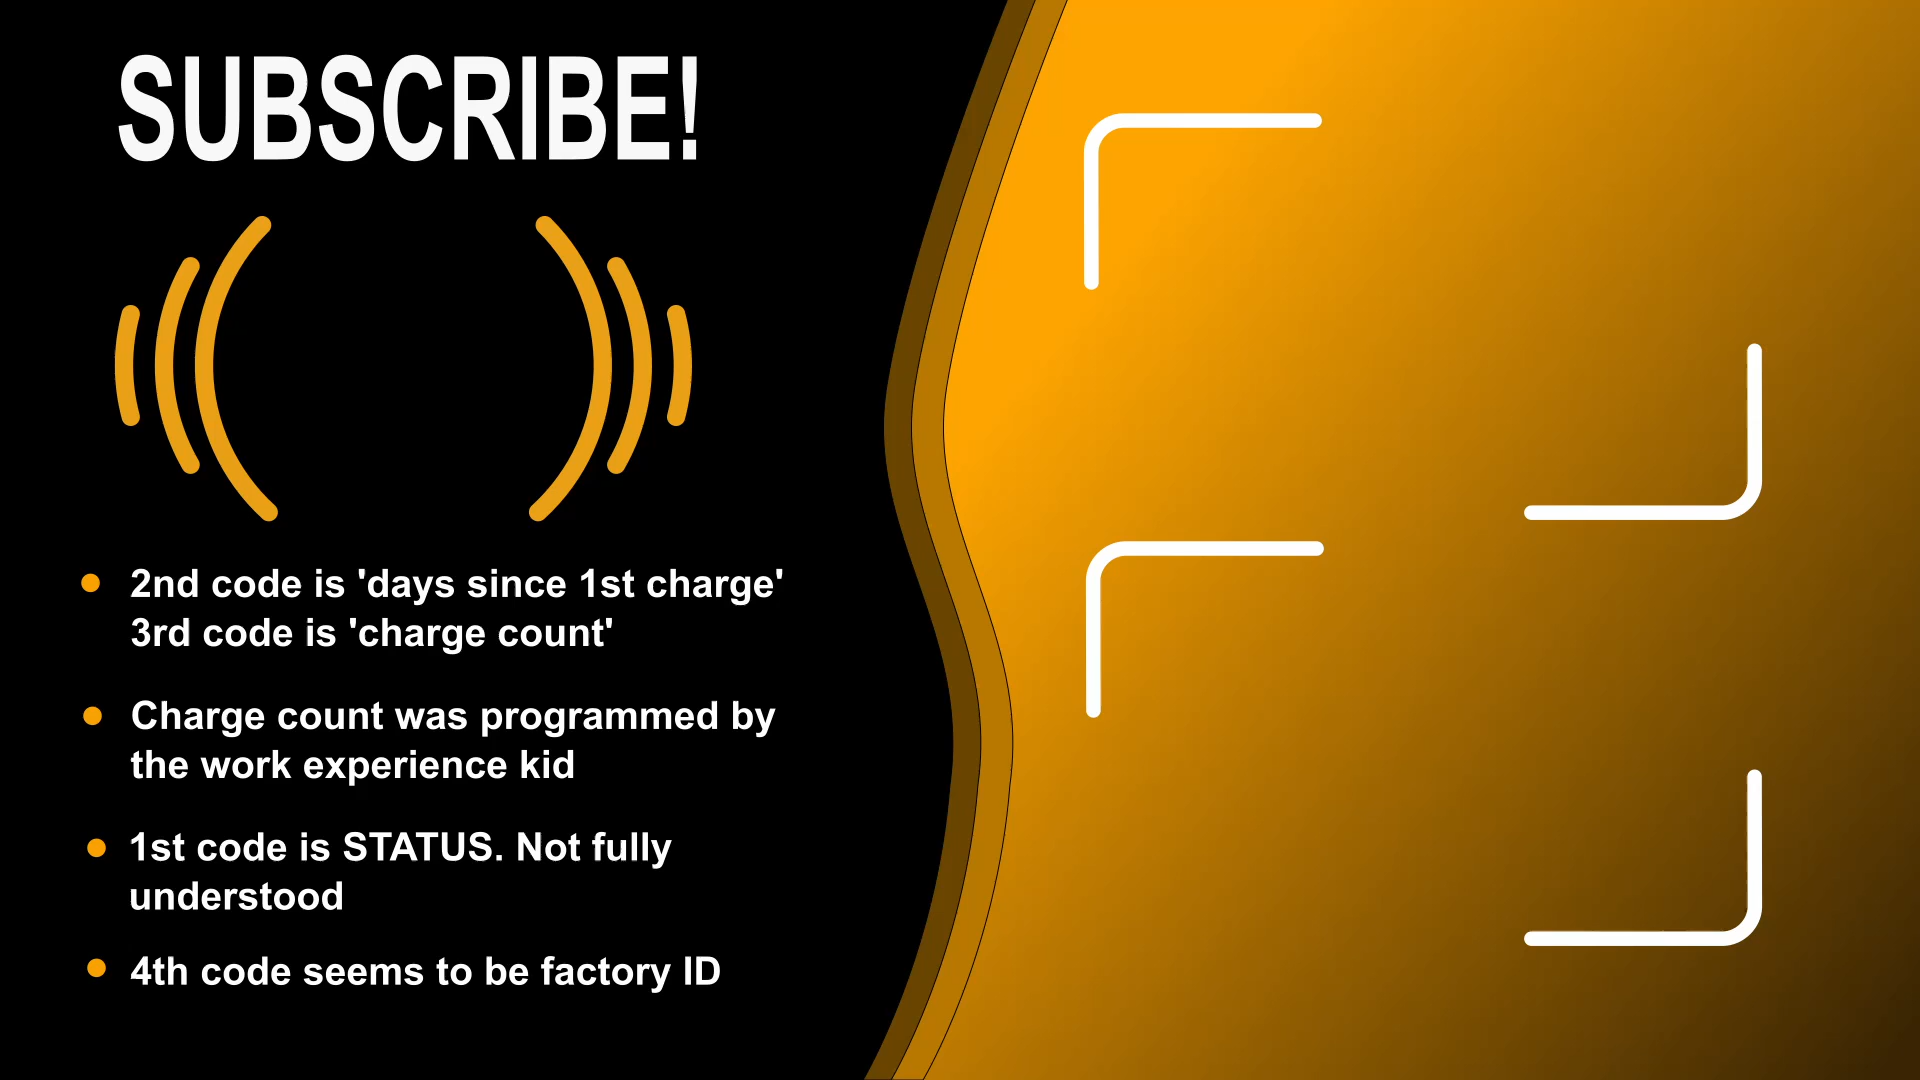 SUBSCRIBE!
2nd code is 'days since 1st charge'
3rd code is 'charge count'
Charge count was programmed by
the work experience kid
1st code is STATUS. Not fully
understood
4th code seems to be factory ID